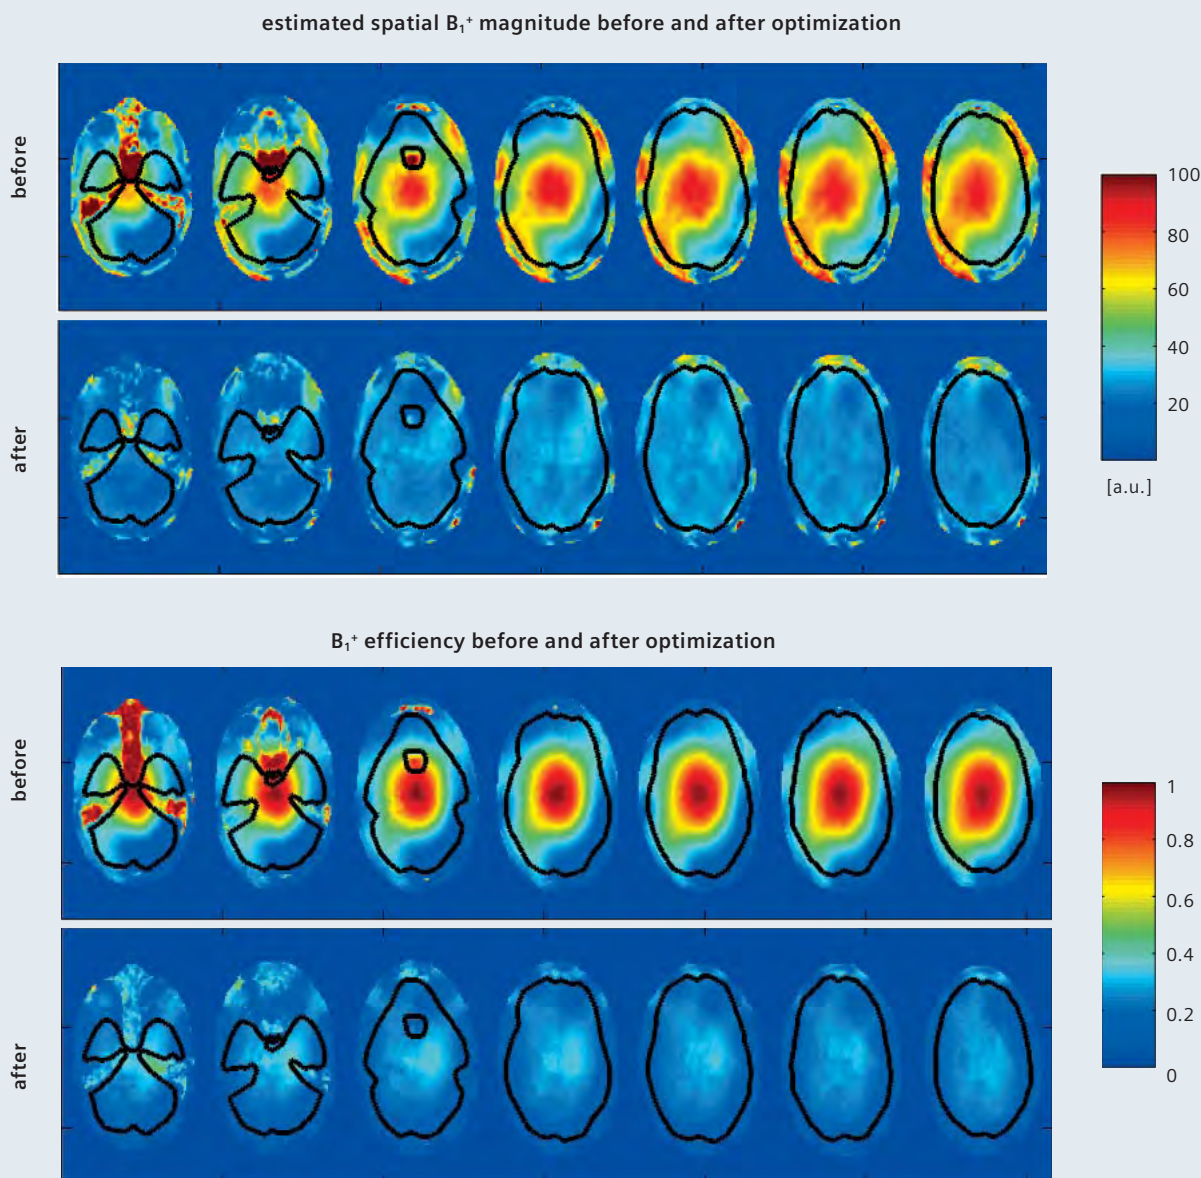 estimated spatial B₁⁺ magnitude before and after optimization
before
100
80
60
40
20
[a.u.]
after
B₁⁺ efficiency before and after optimization
before
1
0.8
0.6
0.4
0.2
0
after